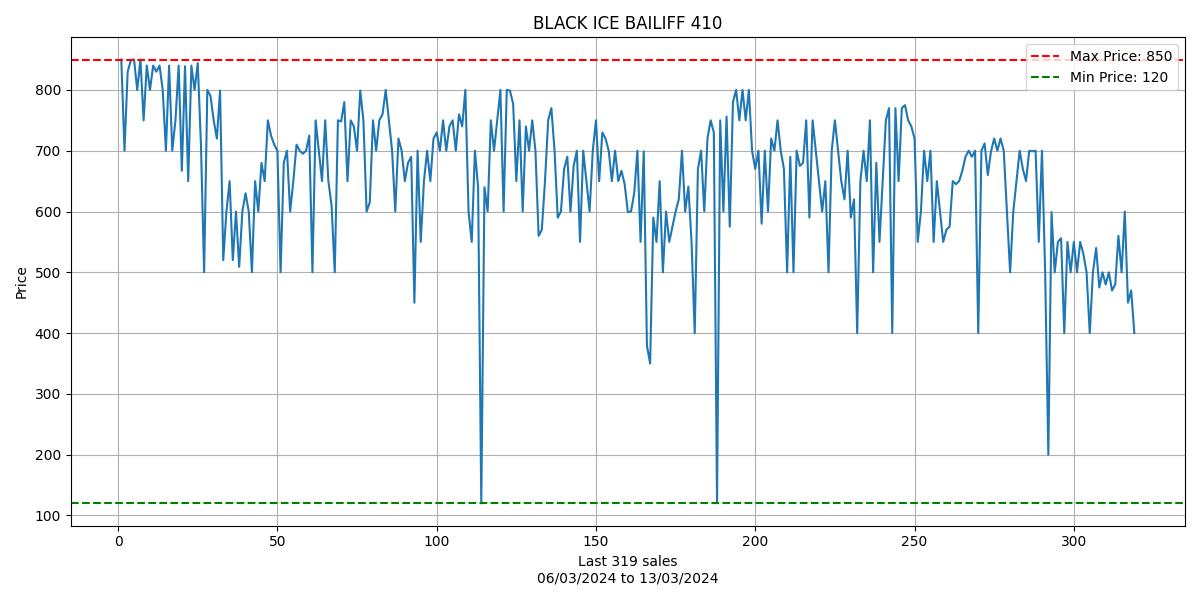 BLACK ICE BAILIFF 410
Max Price: 850
Min Price: 120
Price
800
700
600
500
400
300
200
100
0 50 100 150 200 250 300
Last 319 sales
06/03/2024 to 13/03/2024